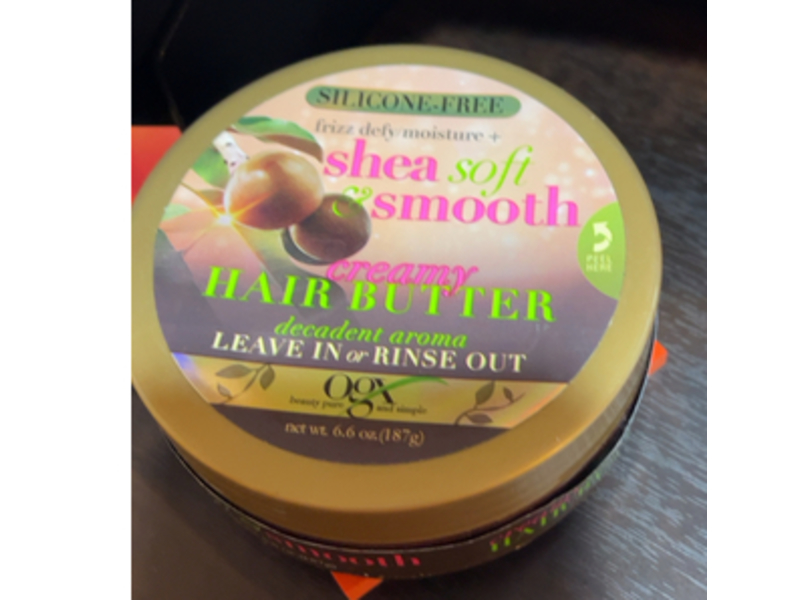 SILICONE-FREE
frizz defy moisture +
shea soft
& smooth
creamy
HAIR BUTTER
decadent aroma
LEAVE IN or RINSE OUT
ogx
beauty pure and simple
net wt. 6.6 oz.(187g)
PEEL
HERE
smooth